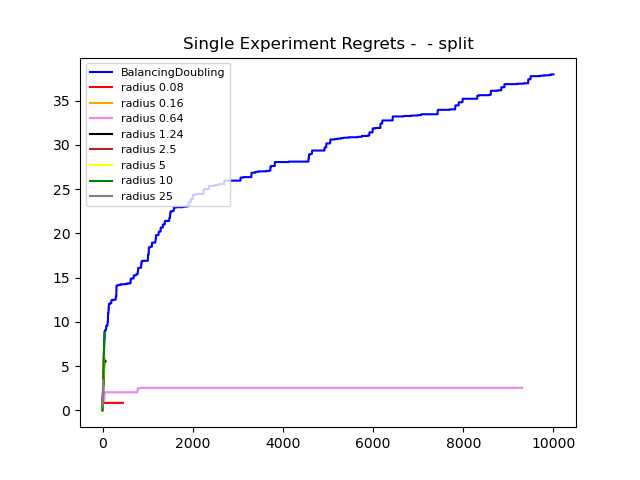 Single Experiment Regrets -  - split
BalancingDoubling
radius 0.08
radius 0.16
radius 0.64
radius 1.24
radius 2.5
radius 5
radius 10
radius 25
35
30
25
20
15
10
5
0
0 2000 4000 6000 8000 10000